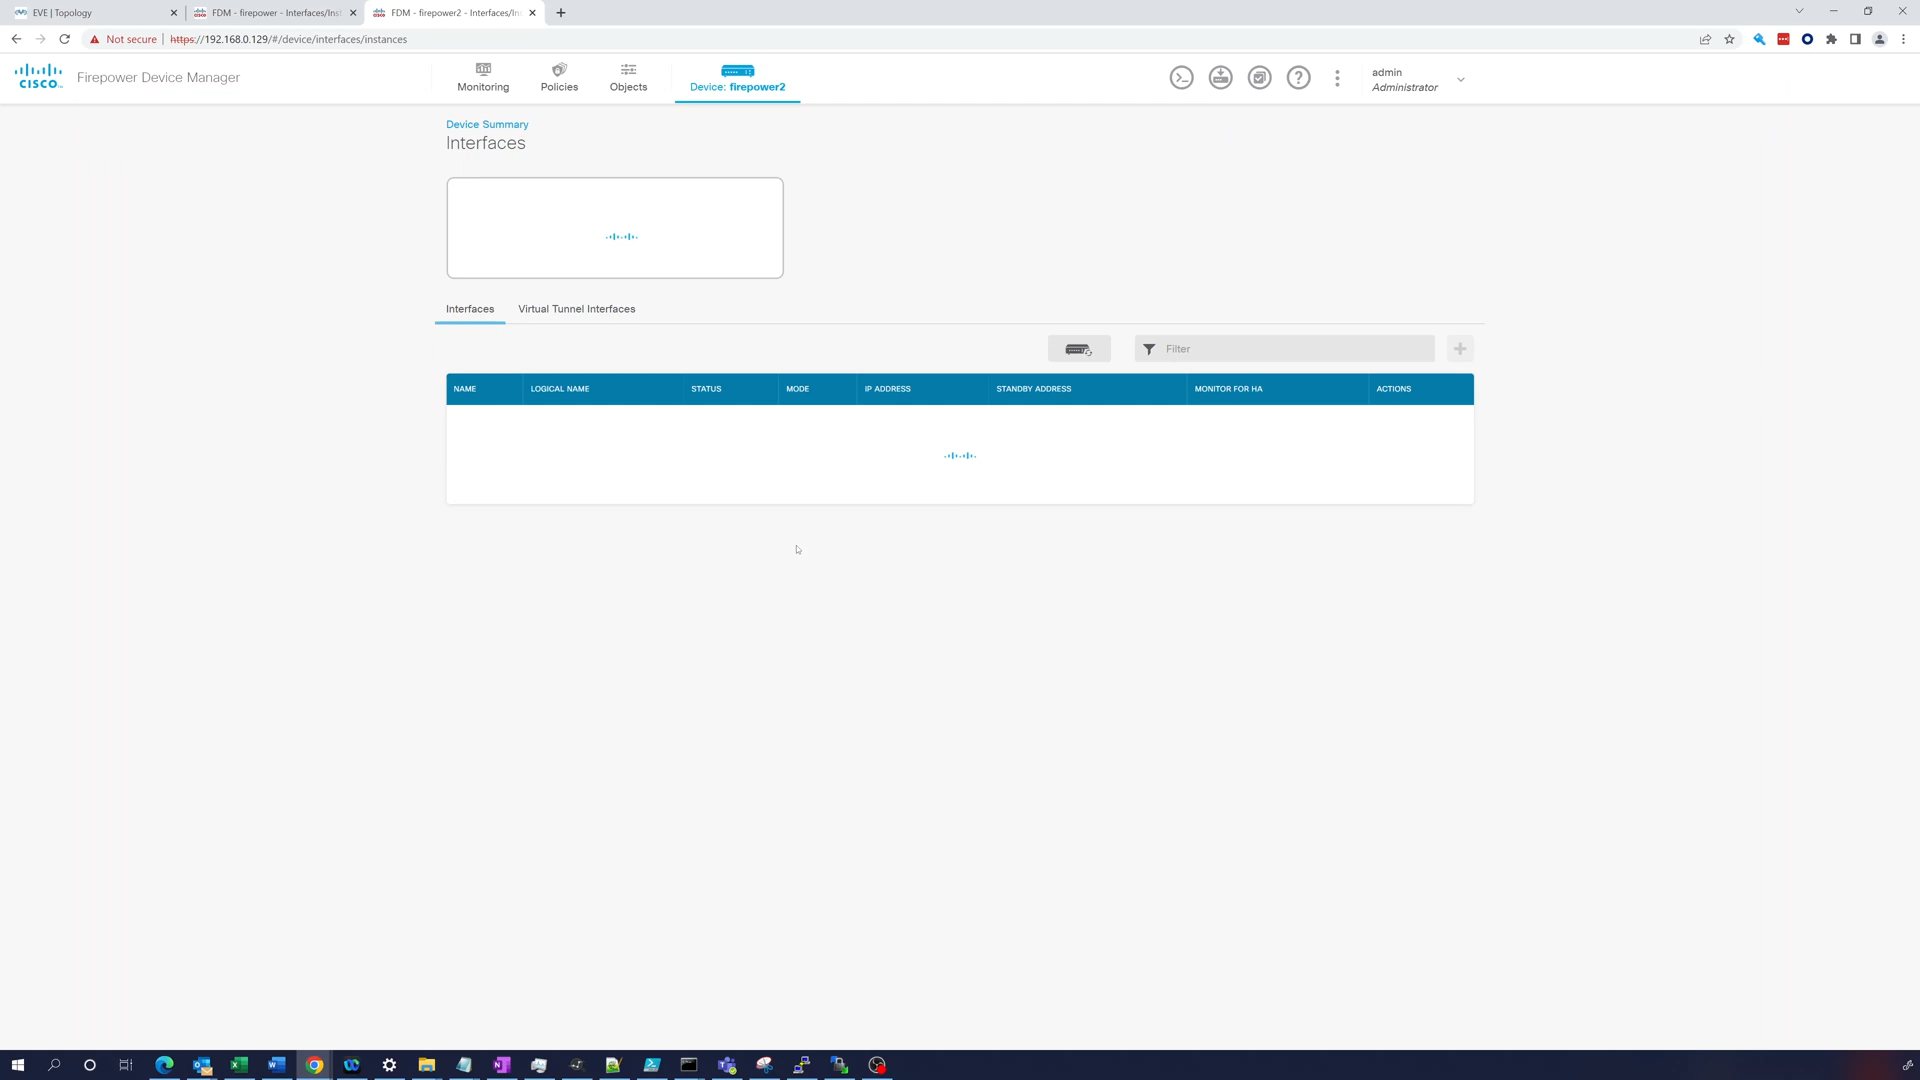 EVE | Topology
FDM - firepower - Interfaces/Inst
FDM - firepower2 - Interfaces/In
Not secure
https://192.168.0.129/#/device/interfaces/instances
CISCO
Firepower Device Manager
Monitoring
Policies
Objects
Device: firepower2
admin
Administrator
Device Summary
Interfaces
Interfaces
Virtual Tunnel Interfaces
Filter
NAME
LOGICAL NAME
STATUS
MODE
IP ADDRESS
STANDBY ADDRESS
MONITOR FOR HA
ACTIONS